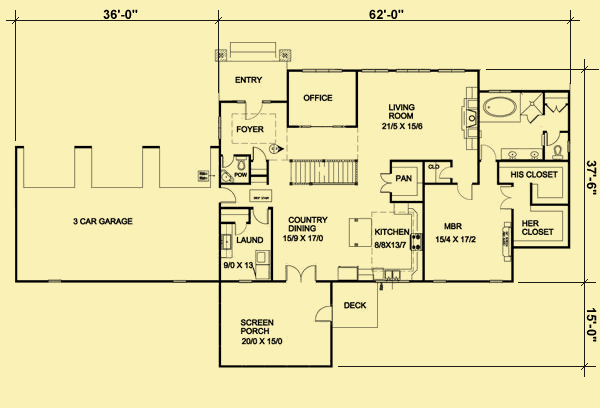 36'-0"
62'-0"
ENTRY
OFFICE
LIVING
ROOM
21/5 X 15/6
FOYER
POW
PAN
CLO
HIS CLOSET
37'-6"
3 CAR GARAGE
COUNTRY
DINING
15/9 X 17/0
KITCHEN
8/8X13/7
MBR
15/4 X 17/2
HER
CLOSET
LAUND
9/0 X 13
DECK
SCREEN
PORCH
20/0 X 15/0
15'-0"